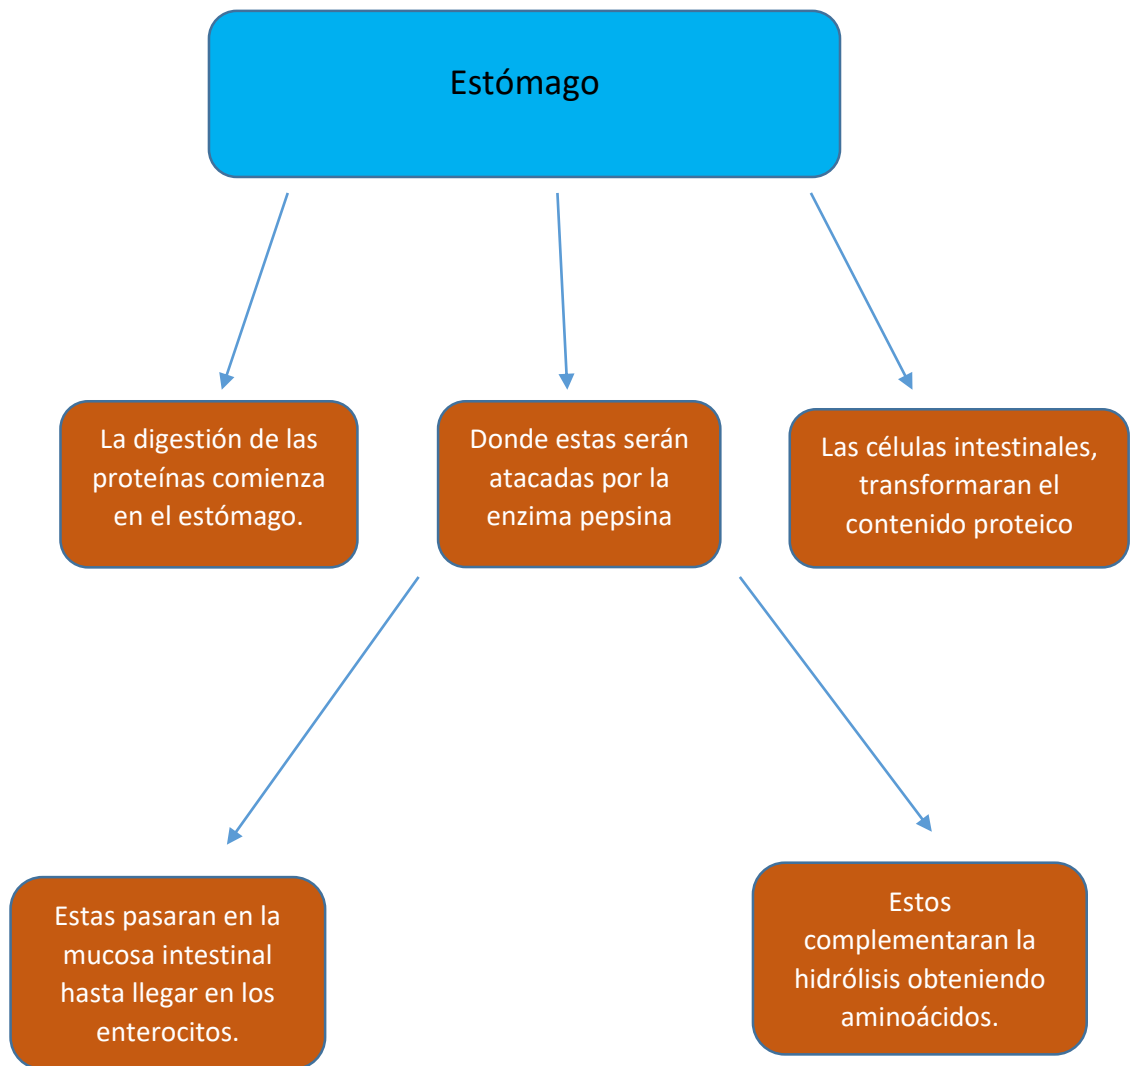 Estómago
La digestión de las
proteínas comienza
en el estómago.
Donde estas serán
atacadas por la
enzima pepsina
Las células intestinales,
transformaran el
contenido proteico
Estas pasaran en la
mucosa intestinal
hasta llegar en los
enterocitos.
Estos
complementaran la
hidrólisis obteniendo
aminoácidos.